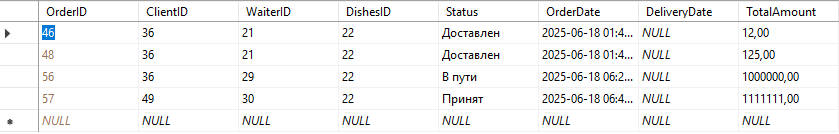 OrderID ClientID WaiterID DishesID Status OrderDate DeliveryDate TotalAmount
46 36 21 22 Доставлен 2025-06-18 01:4... NULL 12,00
48 36 21 22 Доставлен 2025-06-18 01:4... NULL 125,00
56 36 29 22 В пути 2025-06-18 06:2... NULL 1000000,00
57 49 30 22 Принят 2025-06-18 06:4... NULL 1111111,00
NULL NULL NULL NULL NULL NULL NULL NULL